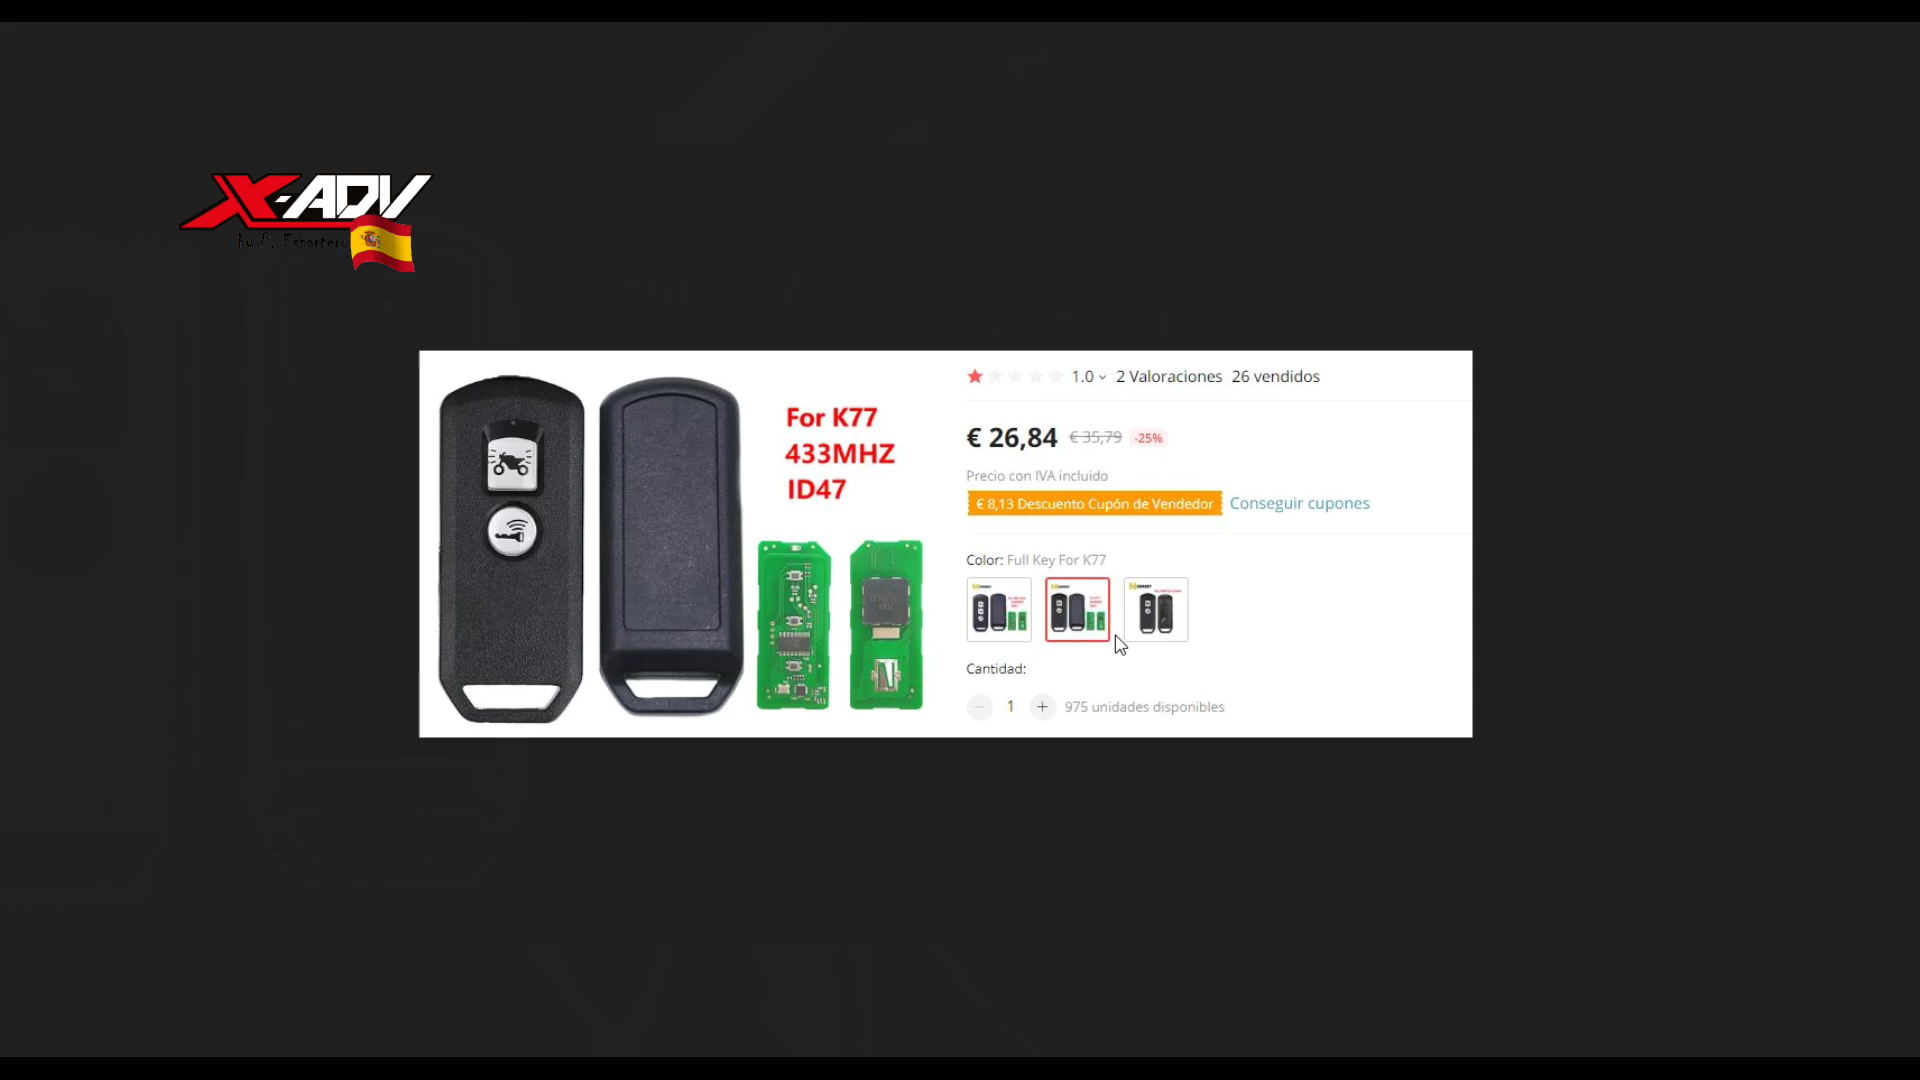 X-ADV
For K77
433MHZ
ID47
1.0 2 Valoraciones 26 vendidos
€ 26,84 € 35,79 -25%
Precio con IVA incluido
€ 8,13 Descuento Cupón de Vendedor Conseguir cupones
Color: Full Key For K77
Cantidad:
1 975 unidades disponibles